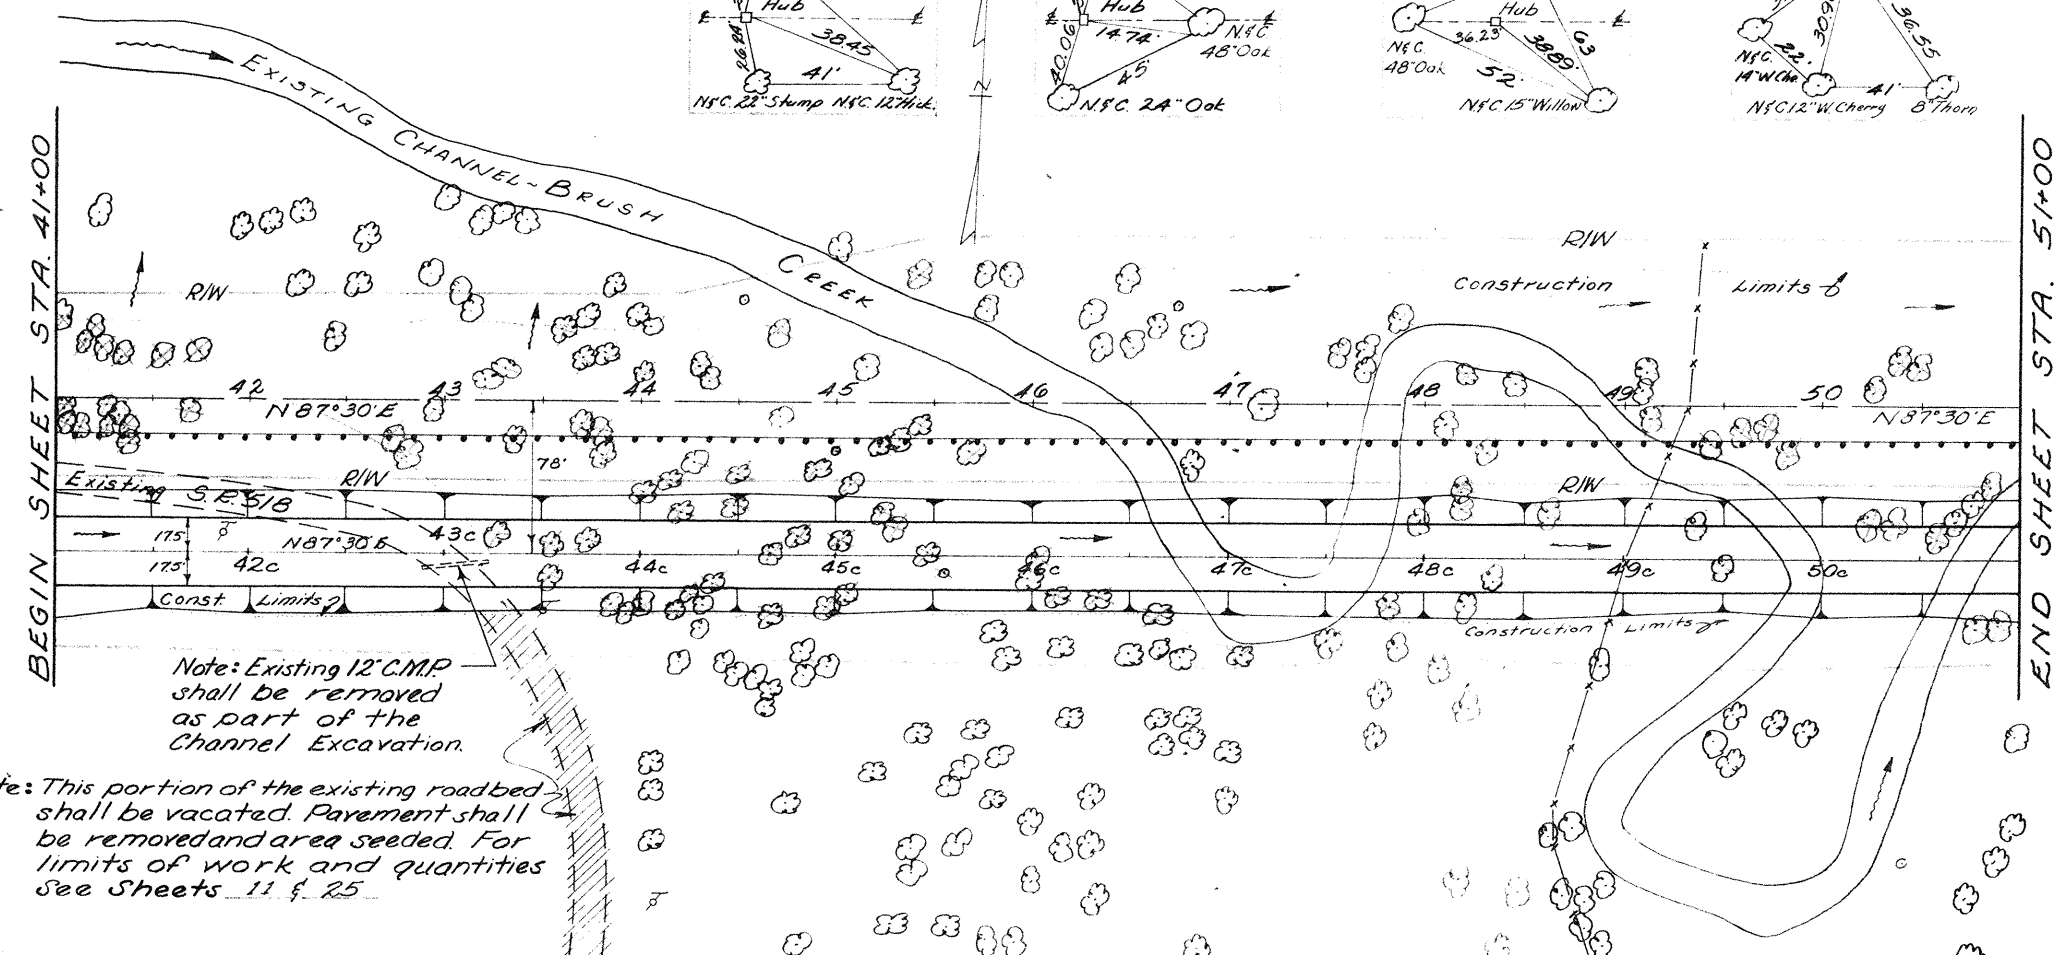 Hub
26.24
38.45
41'
N&C. 22" Stump N&C. 12" Hick.
Hub
40.06
14.74'
N&C
48" Oak
45'
N&C. 24" Oak
Hub
N&C.
48" Oak
36.23'
38.89'
63
52'
N&C 15" Willow
N&C.
14" W.Che.
22'
36.55
41'
N&C 12" W. Cherry 8" Thorn
N
EXISTING CHANNEL-BRUSH CREEK
BEGIN SHEET STA. 41+00
END SHEET STA. 51+00
R/W
R/W
Construction Limits
42 43 44 45 46 47 48 49 50
N 87°30' E
N 87°30' E
78'
R/W
R/W
Existing S.R. 518
17.5'
17.5'
N 87°30' E
42c 43c 44c 45c 46c 47c 48c 49c 50c
Const. Limits
Construction Limits
Note: Existing 12" C.M.P.
shall be removed
as part of the
Channel Excavation.
te: This portion of the existing roadbed
shall be vacated. Pavement shall
be removed and area seeded. For
limits of work and quantities
See Sheets 11 & 25